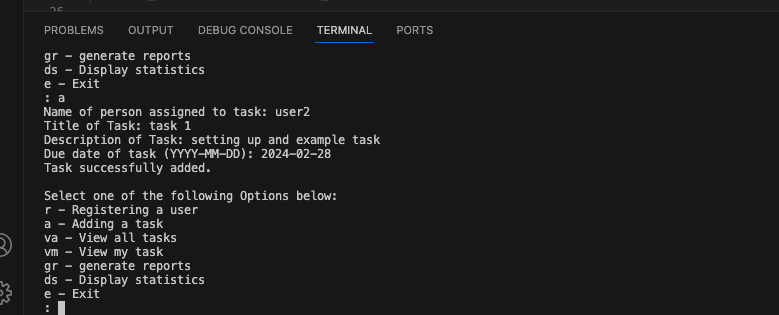 PROBLEMS OUTPUT DEBUG CONSOLE TERMINAL PORTS
gr - generate reports
ds - Display statistics
e - Exit
: a
Name of person assigned to task: user2
Title of Task: task 1
Description of Task: setting up and example task
Due date of task (YYYY-MM-DD): 2024-02-28
Task successfully added.
Select one of the following Options below:
r - Registering a user
a - Adding a task
va - View all tasks
vm - View my task
gr - generate reports
ds - Display statistics
e - Exit
: